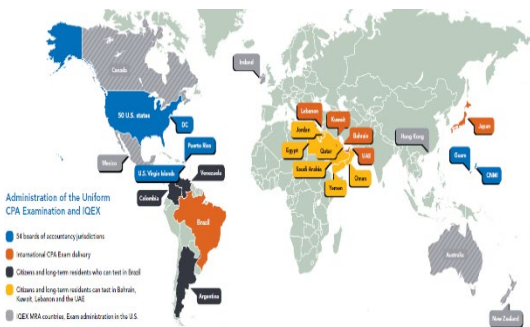 Canada
50 U.S. states
DC
Puerto Rico
Mexico
U.S. Virgin Islands
Venezuela
Colombia
Brazil
Argentina
Ireland
Lebanon
Kuwait
Jordan
Bahrain
Egypt
Qatar
UAE
Saudi Arabia
Oman
Yemen
Hong Kong
Japan
Guam
CNMI
Australia
New Zealand
Administration of the Uniform
CPA Examination and IQEX
54 boards of accountancy jurisdictions
International CPA Exam delivery
Citizens and long-term residents who can test in Brazil
Citizens and long-term residents can test in Bahrain,
Kuwait, Lebanon and the UAE
IQEX MRA countries. Exam administration in the U.S.